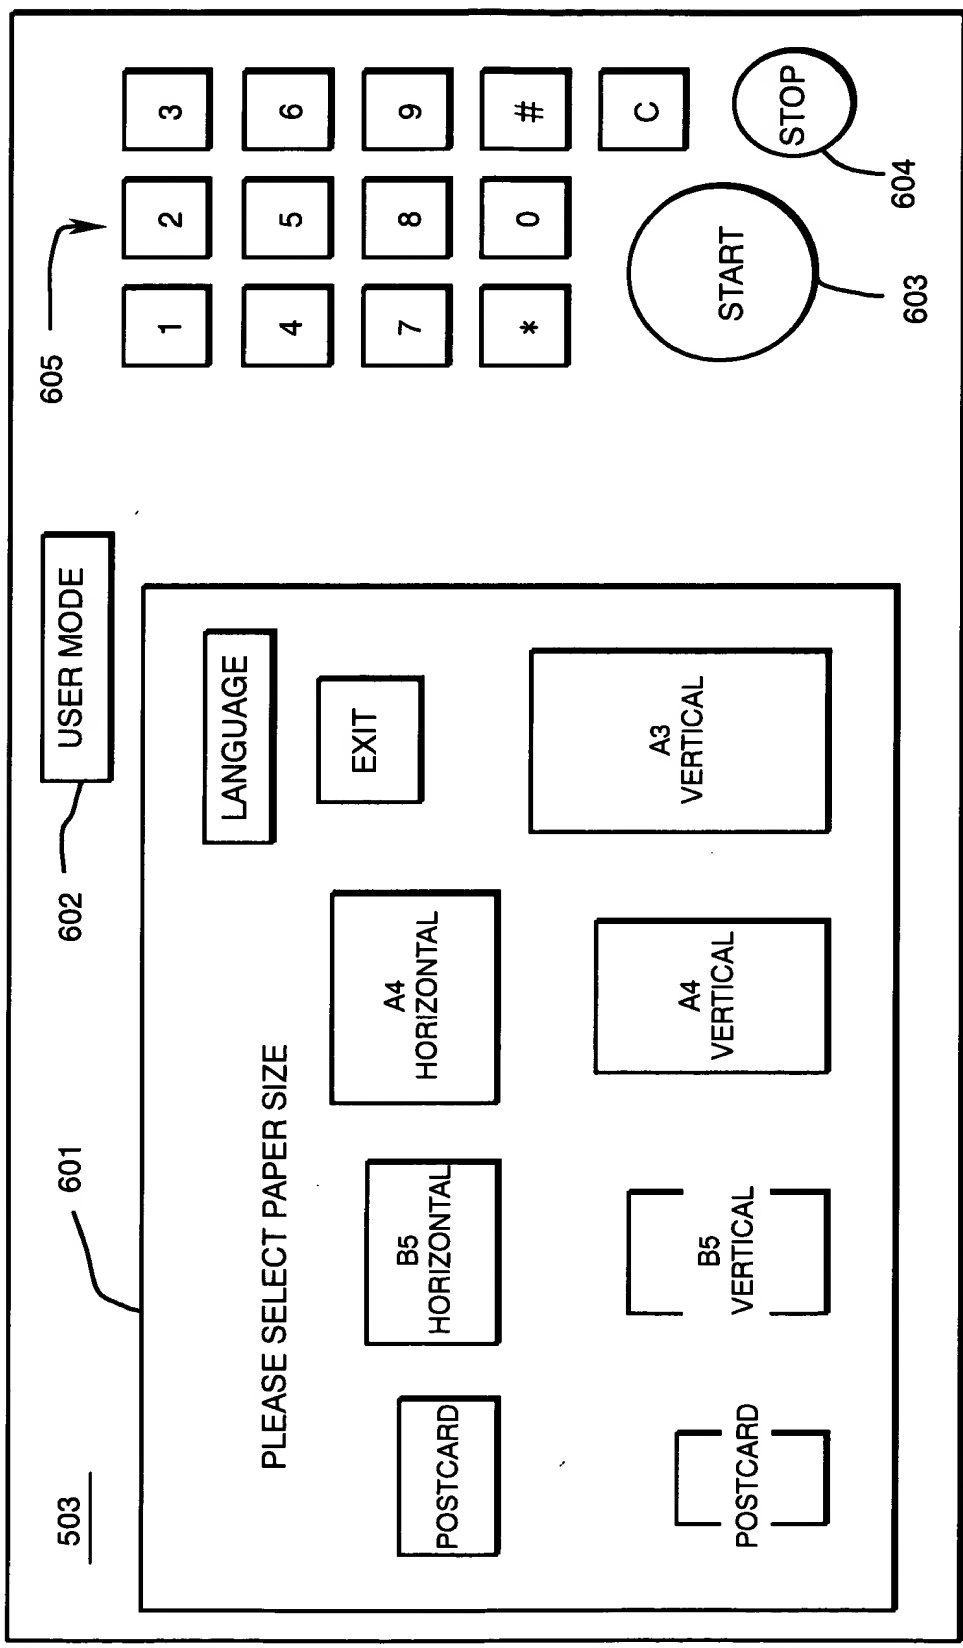 503
601
602
USER MODE
605
PLEASE SELECT PAPER SIZE
LANGUAGE
EXIT
POSTCARD
B5
HORIZONTAL
A4
HORIZONTAL
POSTCARD
B5
VERTICAL
A4
VERTICAL
A3
VERTICAL
1 2 3
4 5 6
7 8 9
* 0 #
C
START
STOP
603
604